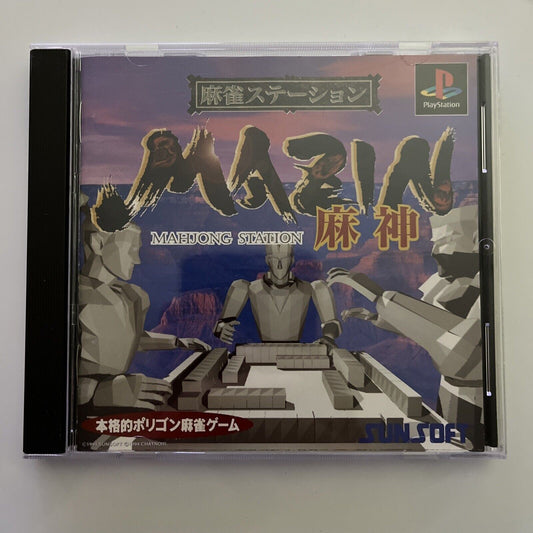 麻雀ステーション
PlayStation
MAZIN
MAHJONG STATION 麻神
本格的ポリゴン麻雀ゲーム
SUNSOFT